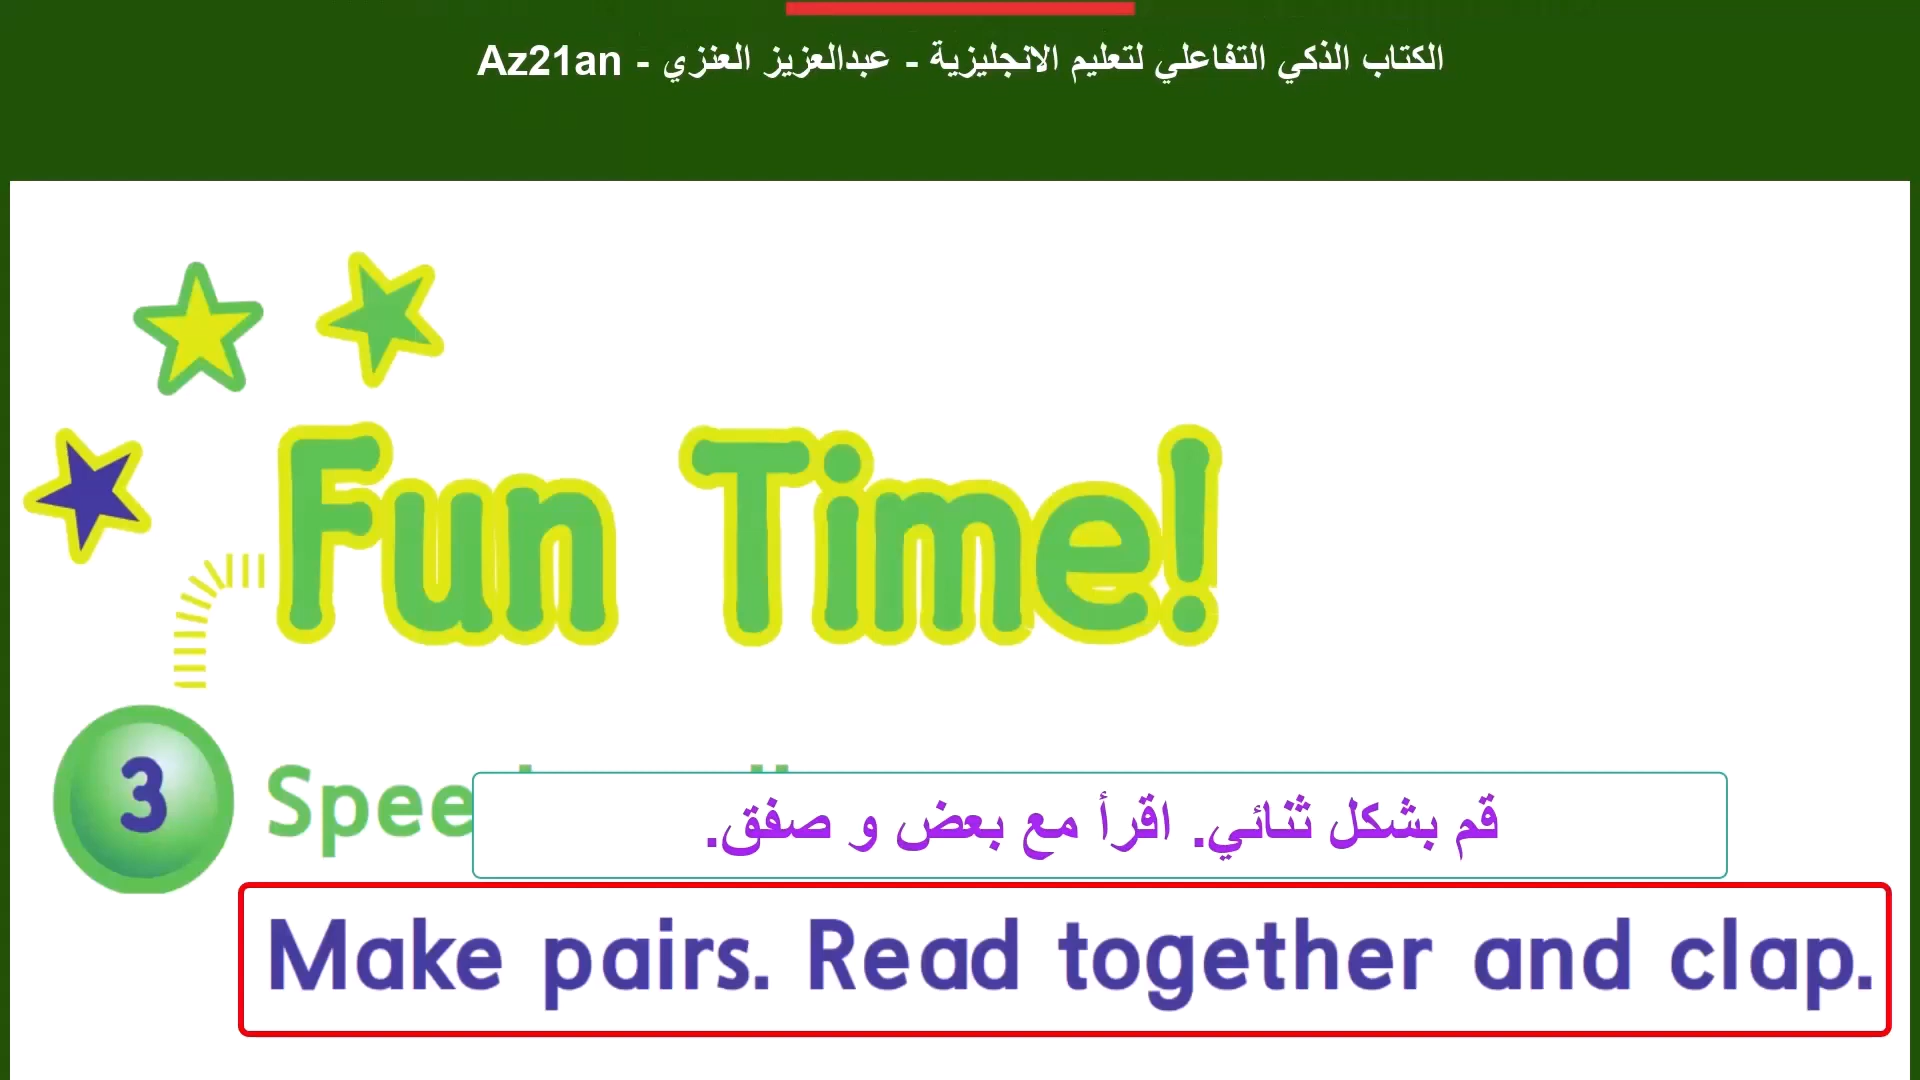 الكتاب الذكي التفاعلي لتعليم الانجليزية - عبدالعزيز العنزي - Az21an
Fun Time!
3
قم بشكل ثنائي. اقرأ مع بعض و صفق.
Make pairs. Read together and clap.